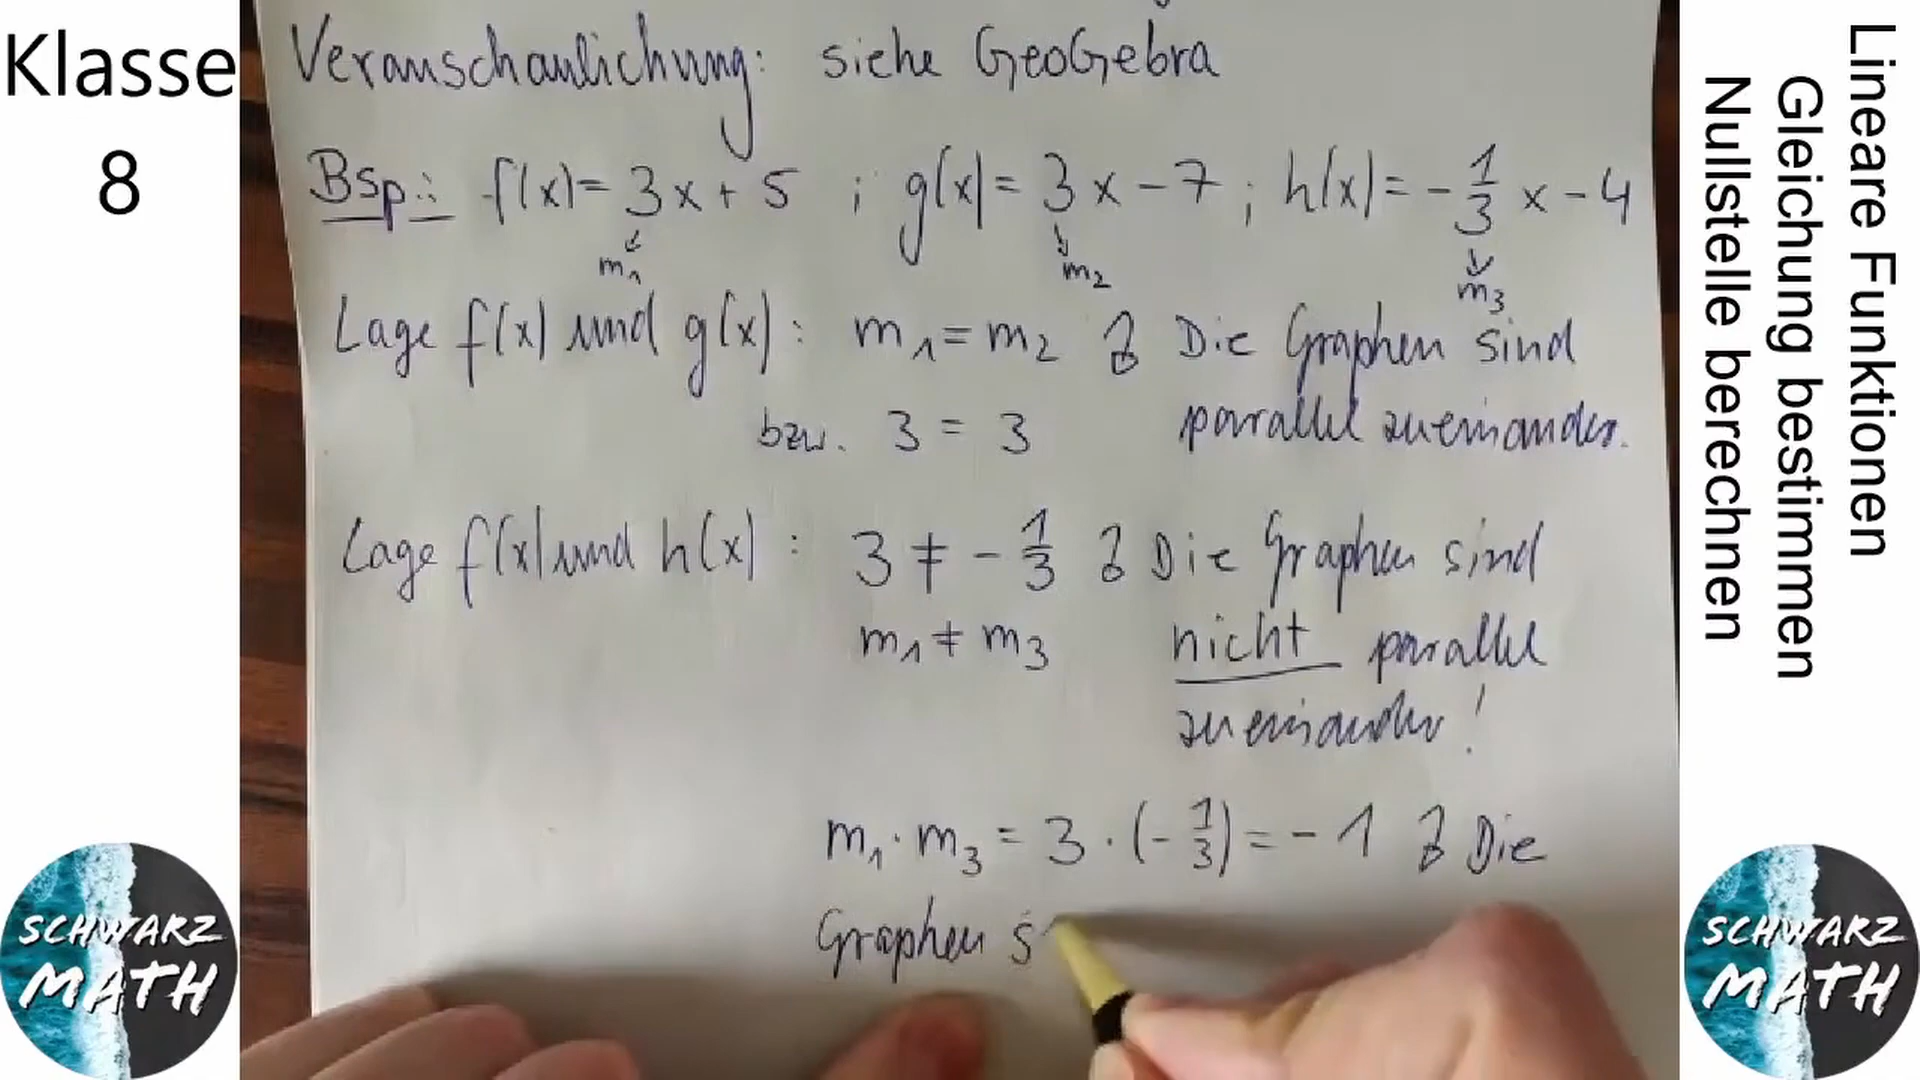 Klasse
8
Veranschaulichung: siehe GeoGebra
Bsp.: f(x)= 3x + 5 ; g(x)= 3x - 7 ; h(x)= - 1/3 x - 4
m₁ m₂ m₃
Lage f(x) und g(x): m₁ = m₂ Die Graphen sind
bzw. 3 = 3 parallel zueinander.
Lage f(x) und h(x): 3 ≠ - 1/3 Die Graphen sind
m₁ ≠ m₃ nicht parallel
zueinander!
m₁ · m₃ = 3 · (- 1/3) = - 1 Die
Graphen s
Lineare Funktionen
Gleichung bestimmen
Nullstelle berechnen
SCHWARZ
MATH
SCHWARZ
MATH